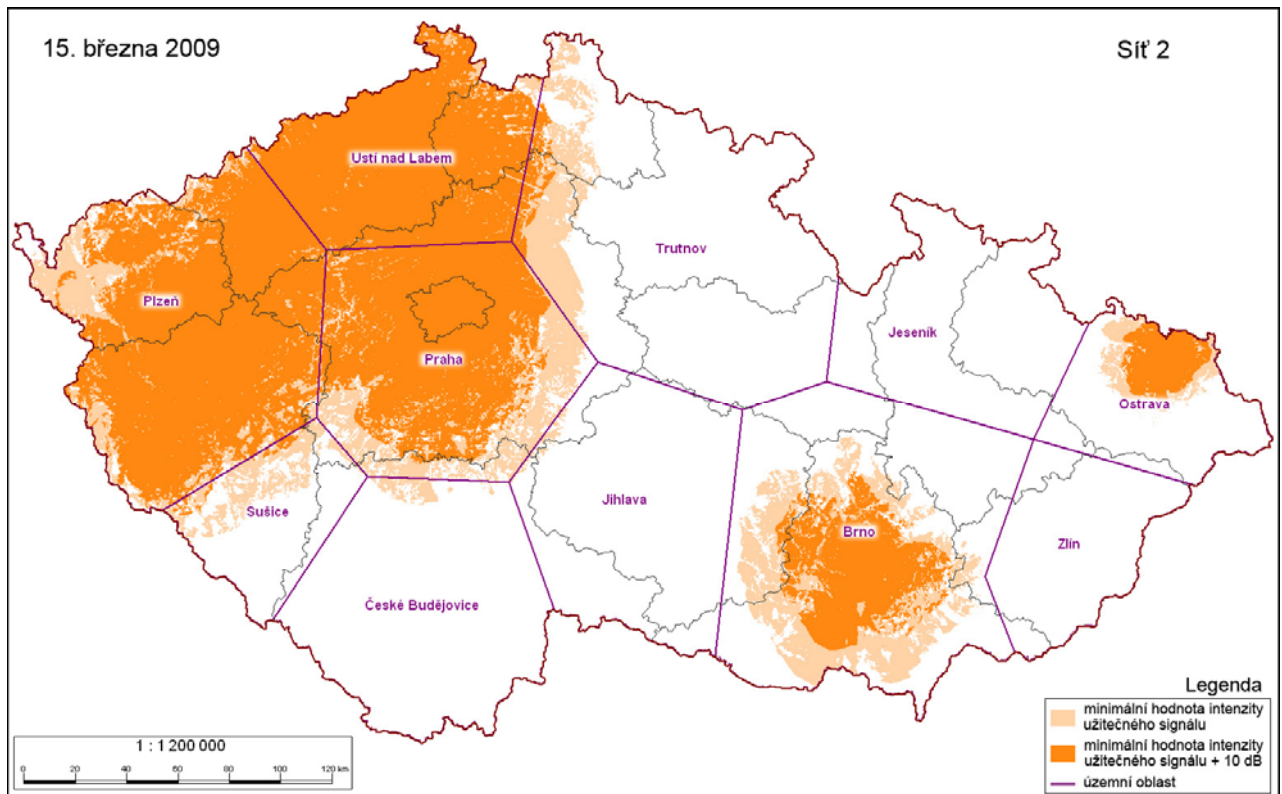 15. března 2009
Síť 2
Ustí nad Labem
Trutnov
Plzeň
Jeseník
Praha
Ostrava
Sušice
Jihlava
Brno
Zlín
České Budějovice
Legenda
minimální hodnota intenzity
užitečného signálu
minimální hodnota intenzity
užitečného signálu + 10 dB
územní oblast
1 : 1 200 000
0 20 40 60 80 100 120 km